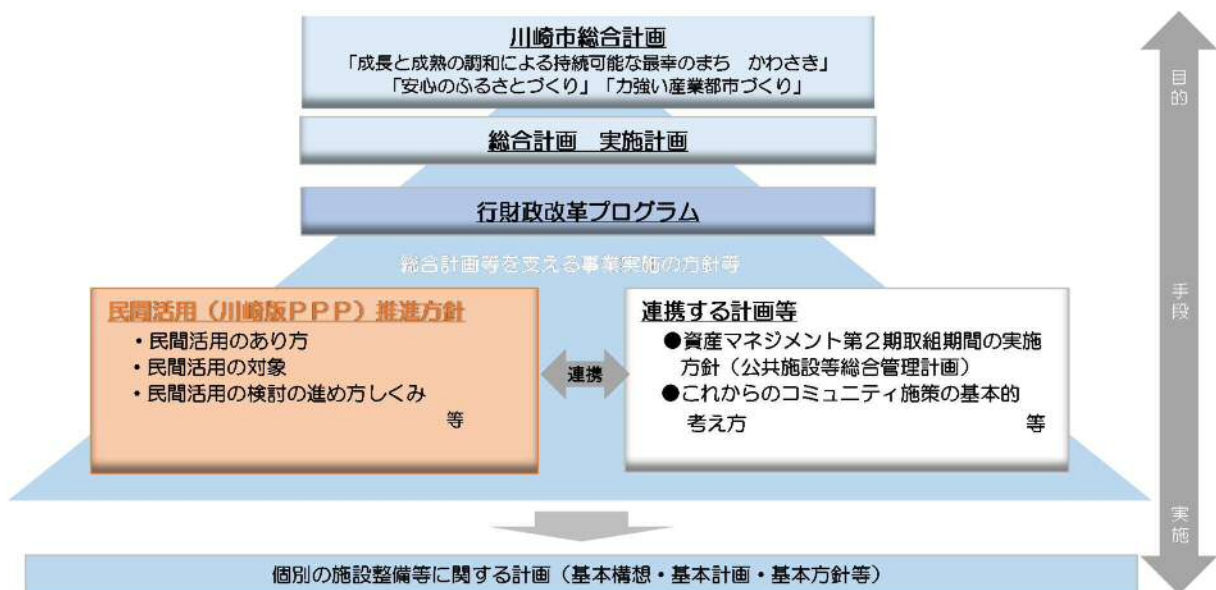 川崎市総合計画
「成長と成熟の調和による持続可能な最幸のまち　かわさき」
「安心のふるさとづくり」「力強い産業都市づくり」
総合計画　実施計画
行財政改革プログラム
総合計画等を支える事業実施の方針等
民間活用（川崎版ＰＰＰ）推進方針
・民間活用のあり方
・民間活用の対象
・民間活用の検討の進め方しくみ
等
連携
連携する計画等
●資産マネジメント第２期取組期間の実施
方針（公共施設等総合管理計画）
●これからのコミュニティ施策の基本的
考え方　等
個別の施設整備等に関する計画（基本構想・基本計画・基本方針等）
目的
手段
実施